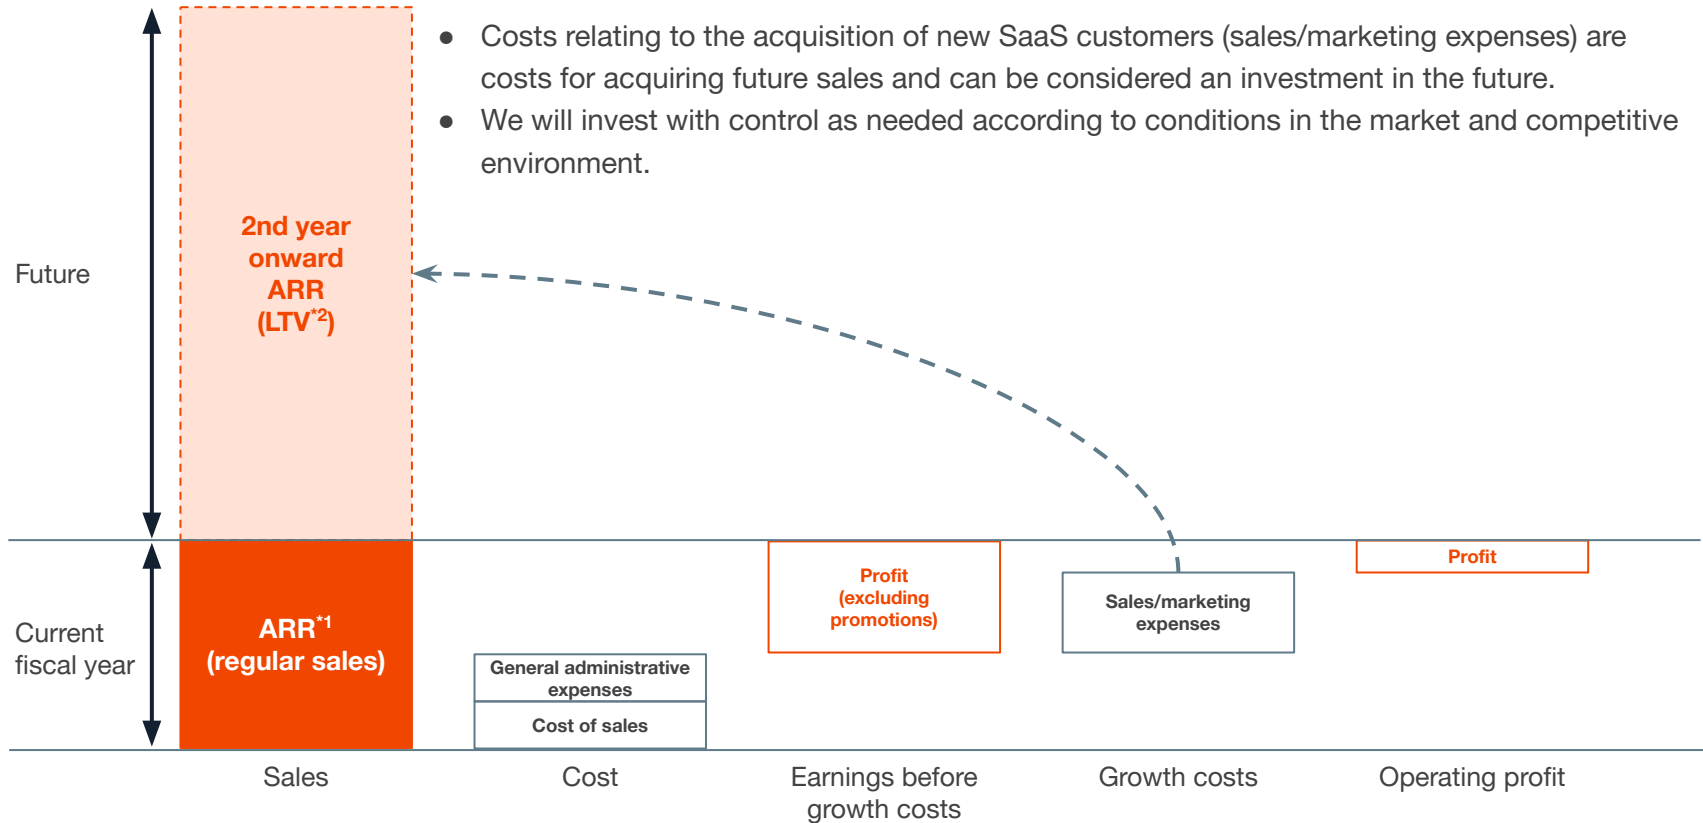 ● Costs relating to the acquisition of new SaaS customers (sales/marketing expenses) are
costs for acquiring future sales and can be considered an investment in the future.
● We will invest with control as needed according to conditions in the market and competitive
environment.
2nd year
onward
ARR
(LTV*2)
Future
Current
fiscal year
ARR*1
(regular sales)
General administrative
expenses
Cost of sales
Profit
(excluding
promotions)
Sales/marketing
expenses
Profit
Sales
Cost
Earnings before
growth costs
Growth costs
Operating profit